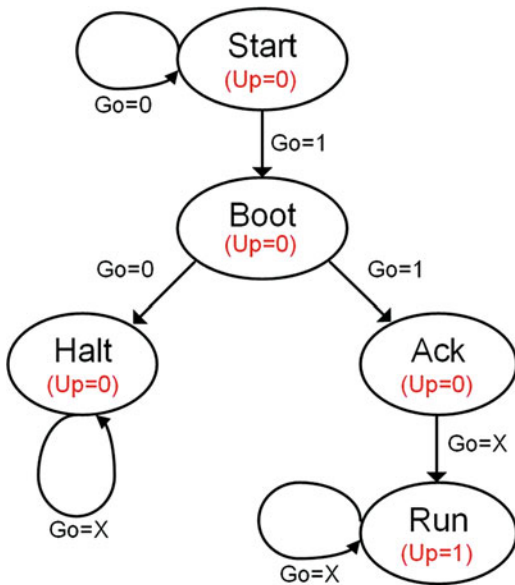 Start
(Up=0)
Go=0
Go=1
Boot
(Up=0)
Go=0
Go=1
Halt
(Up=0)
Ack
(Up=0)
Go=X
Go=X
Run
(Up=1)
Go=X